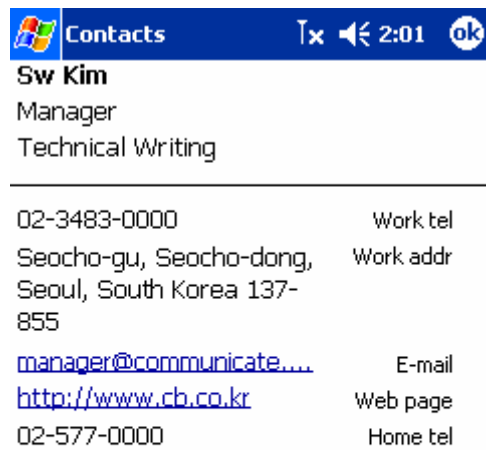 Contacts 2:01 ok
Sw Kim
Manager
Technical Writing
02-3483-0000 Work tel
Seocho-gu, Seocho-dong, Work addr
Seoul, South Korea 137-
855
manager@communicate.... E-mail
http://www.cb.co.kr Web page
02-577-0000 Home tel